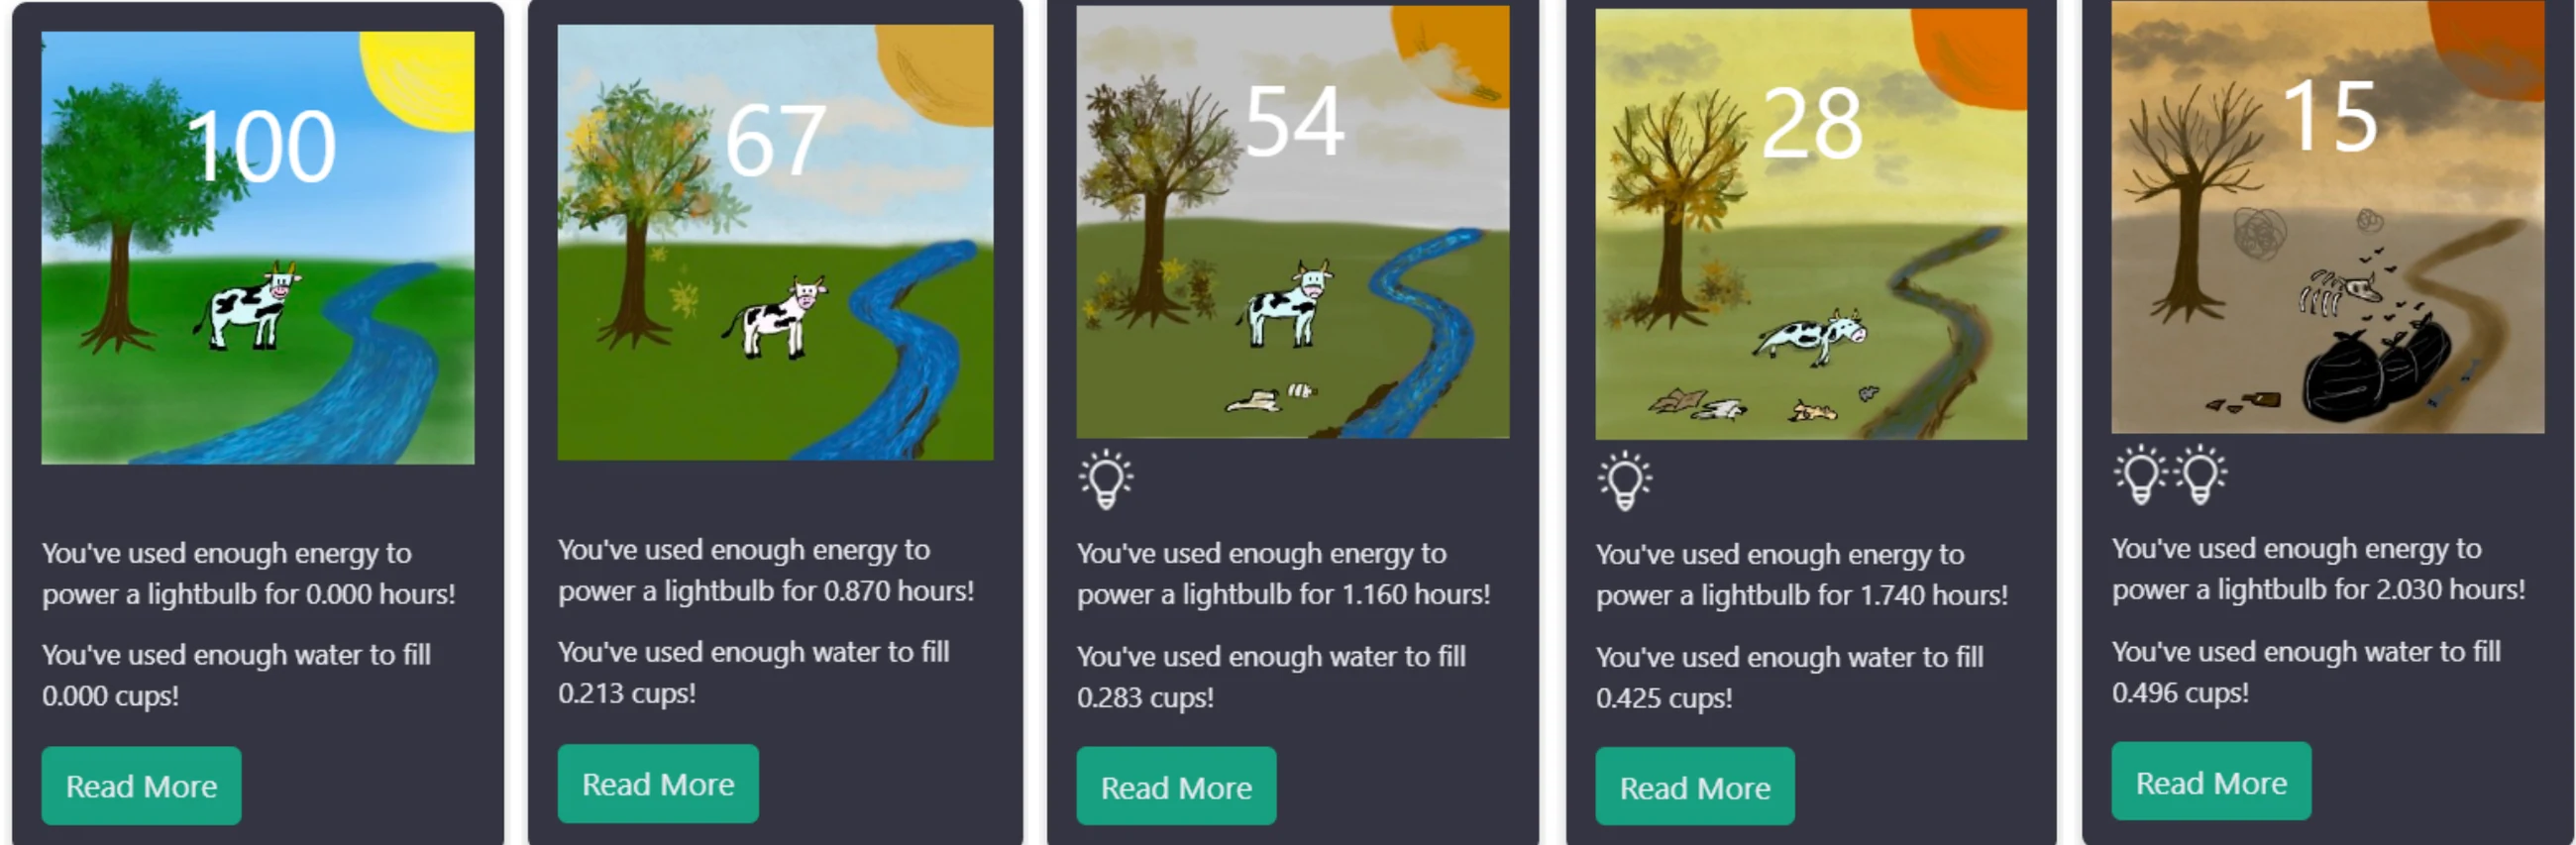 100
You've used enough energy to
power a lightbulb for 0.000 hours!
You've used enough water to fill
0.000 cups!
Read More
67
You've used enough energy to
power a lightbulb for 0.870 hours!
You've used enough water to fill
0.213 cups!
Read More
54
You've used enough energy to
power a lightbulb for 1.160 hours!
You've used enough water to fill
0.283 cups!
Read More
28
You've used enough energy to
power a lightbulb for 1.740 hours!
You've used enough water to fill
0.425 cups!
Read More
15
You've used enough energy to
power a lightbulb for 2.030 hours!
You've used enough water to fill
0.496 cups!
Read More